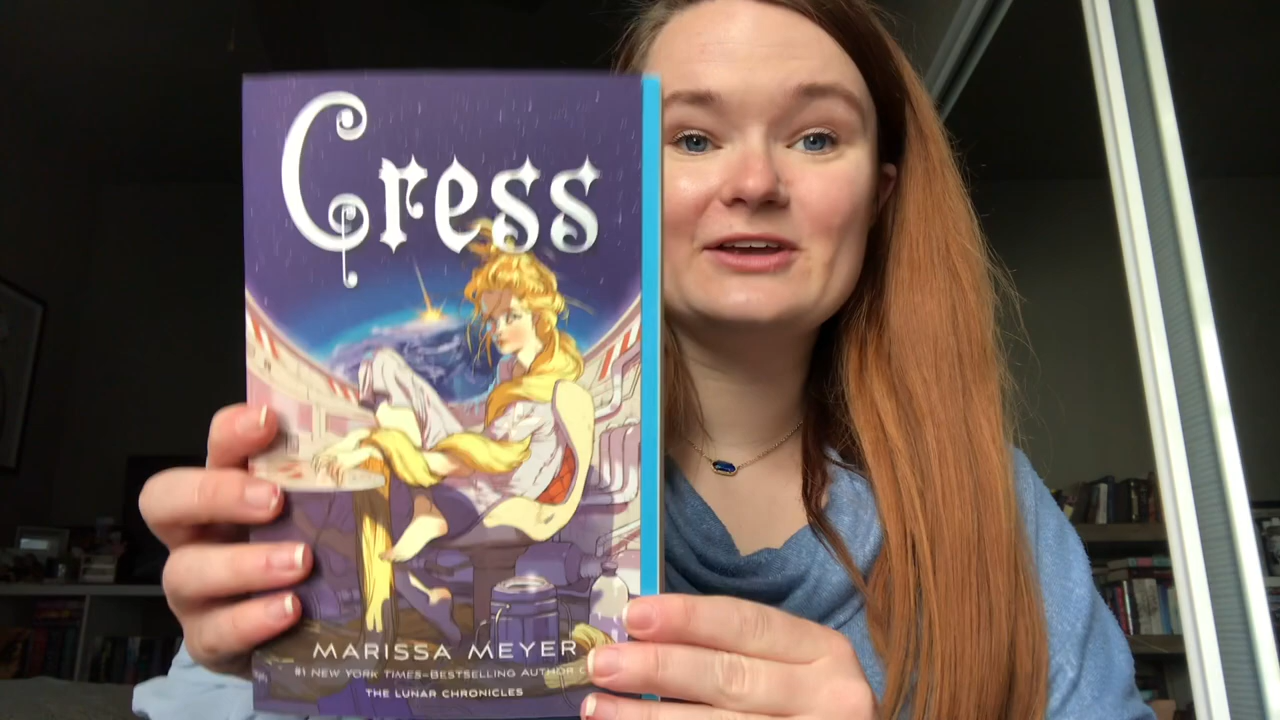 Cress
MARISSA MEYER
#1 NEW YORK TIMES–BESTSELLING AUTHOR
THE LUNAR CHRONICLES